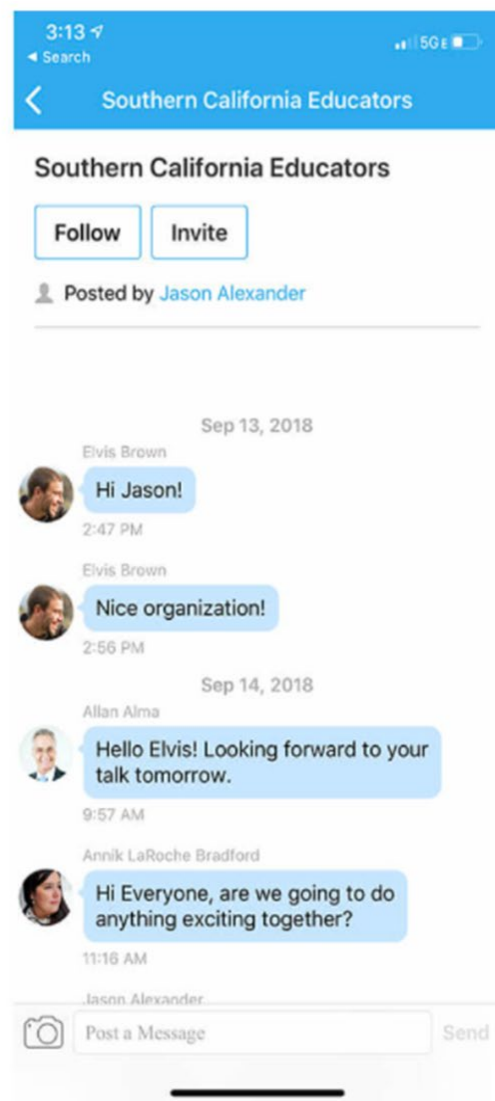 3:13
Search
5G E
Southern California Educators
Southern California Educators
Follow
Invite
Posted by Jason Alexander
Sep 13, 2018
Elvis Brown
Hi Jason!
2:47 PM
Elvis Brown
Nice organization!
2:56 PM
Sep 14, 2018
Allan Alma
Hello Elvis! Looking forward to your
talk tomorrow.
9:57 AM
Annik LaRoche Bradford
Hi Everyone, are we going to do
anything exciting together?
11:16 AM
Jason Alexander
Post a Message
Send